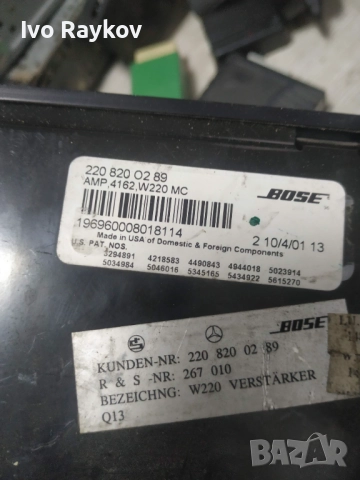 Ivo Raykov
220 820 02 89
AMP,4162,W220 MC
BOSE
196960008018114
2 10/4/01 13
Made in USA of Domestic & Foreign Components
U.S. PAT. NOS.
3294891 4218583 4490843 4944018 5023914
5034984 5046016 5345165 5434922 5615270
BOSE
KUNDEN-NR: 220 820 02 89
R & S -NR: 267 010
BEZEICHNG: W220 VERSTÄRKER
Q13
BAZAR